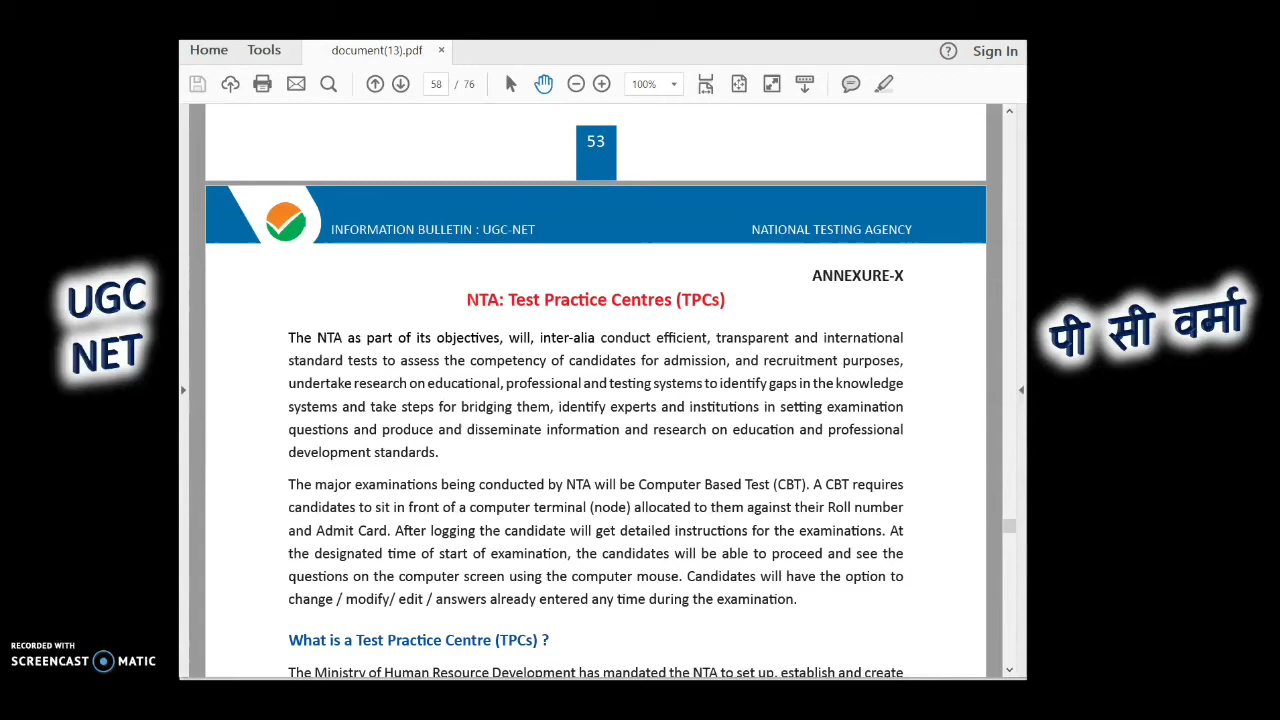 Home Tools document(13).pdf × ? Sign In
58 / 76 100%
53
INFORMATION BULLETIN : UGC-NET NATIONAL TESTING AGENCY
ANNEXURE-X
NTA: Test Practice Centres (TPCs)
The NTA as part of its objectives, will, inter-alia conduct efficient, transparent and international
standard tests to assess the competency of candidates for admission, and recruitment purposes,
undertake research on educational, professional and testing systems to identify gaps in the knowledge
systems and take steps for bridging them, identify experts and institutions in setting examination
questions and produce and disseminate information and research on education and professional
development standards.
The major examinations being conducted by NTA will be Computer Based Test (CBT). A CBT requires
candidates to sit in front of a computer terminal (node) allocated to them against their Roll number
and Admit Card. After logging the candidate will get detailed instructions for the examinations. At
the designated time of start of examination, the candidates will be able to proceed and see the
questions on the computer screen using the computer mouse. Candidates will have the option to
change / modify/ edit / answers already entered any time during the examination.
What is a Test Practice Centre (TPCs) ?
The Ministry of Human Resource Development has mandated the NTA to set up, establish and create
UGC
NET
पी सी वर्मा
RECORDED WITH
SCREENCAST MATIC